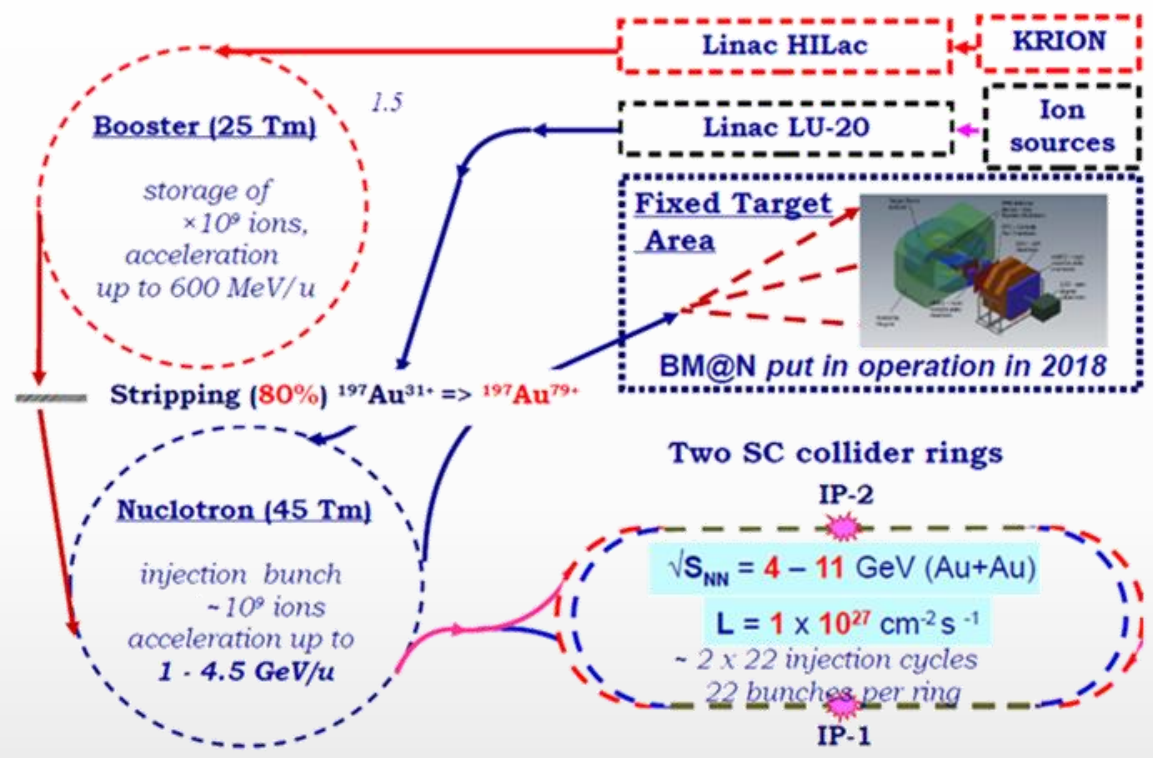 Linac HILac
KRION
1.5
Linac LU-20
Ion
sources
Booster (25 Tm)
storage of
×10⁹ ions,
acceleration
up to 600 MeV/u
Fixed Target
Area
BM@N put in operation in 2018
Stripping (80%) ¹⁹⁷Au³¹⁺ => ¹⁹⁷Au⁷⁹⁺
Nuclotron (45 Tm)
injection bunch
~10⁹ ions
acceleration up to
1 - 4.5 GeV/u
Two SC collider rings
IP-2
√S_NN = 4 – 11 GeV (Au+Au)
L = 1 x 10²⁷ cm⁻² s ⁻¹
~ 2 x 22 injection cycles
22 bunches per ring
IP-1